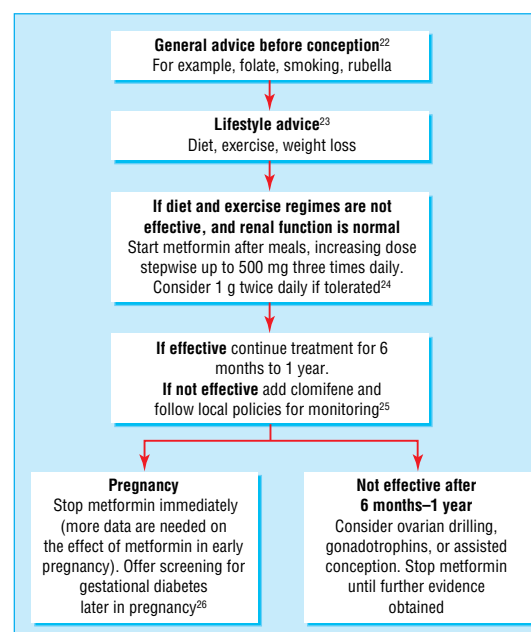 General advice before conception22
For example, folate, smoking, rubella
Lifestyle advice23
Diet, exercise, weight loss
If diet and exercise regimes are not
effective, and renal function is normal
Start metformin after meals, increasing dose
stepwise up to 500 mg three times daily.
Consider 1 g twice daily if tolerated24
If effective continue treatment for 6
months to 1 year.
If not effective add clomifene and
follow local policies for monitoring25
Pregnancy
Stop metformin immediately
(more data are needed on
the effect of metformin in early
pregnancy). Offer screening for
gestational diabetes
later in pregnancy26
Not effective after
6 months–1 year
Consider ovarian drilling,
gonadotrophins, or assisted
conception. Stop metformin
until further evidence
obtained